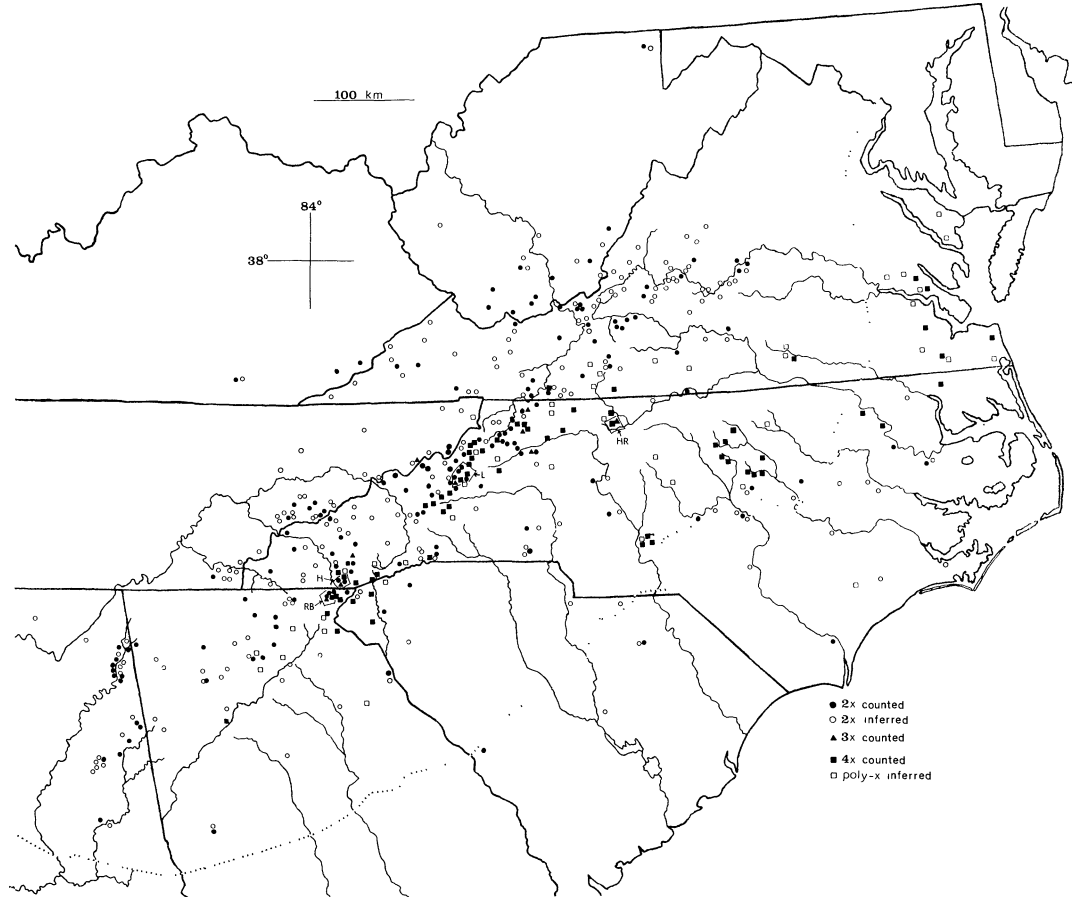 100 km
84°
38°
HR
L
H
RB
2x counted
2x inferred
3x counted
4x counted
poly-x inferred